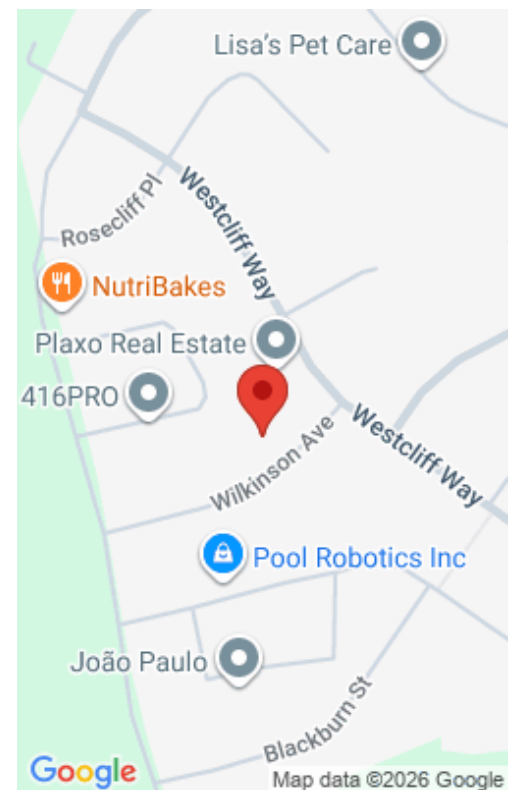 Lisa's Pet Care
Rosecliff Pl
Westcliff Way
NutriBakes
Plaxo Real Estate
416PRO
Westcliff Way
Wilkinson Ave
Pool Robotics Inc
João Paulo
Blackburn St
Google
Map data ©2026 Google